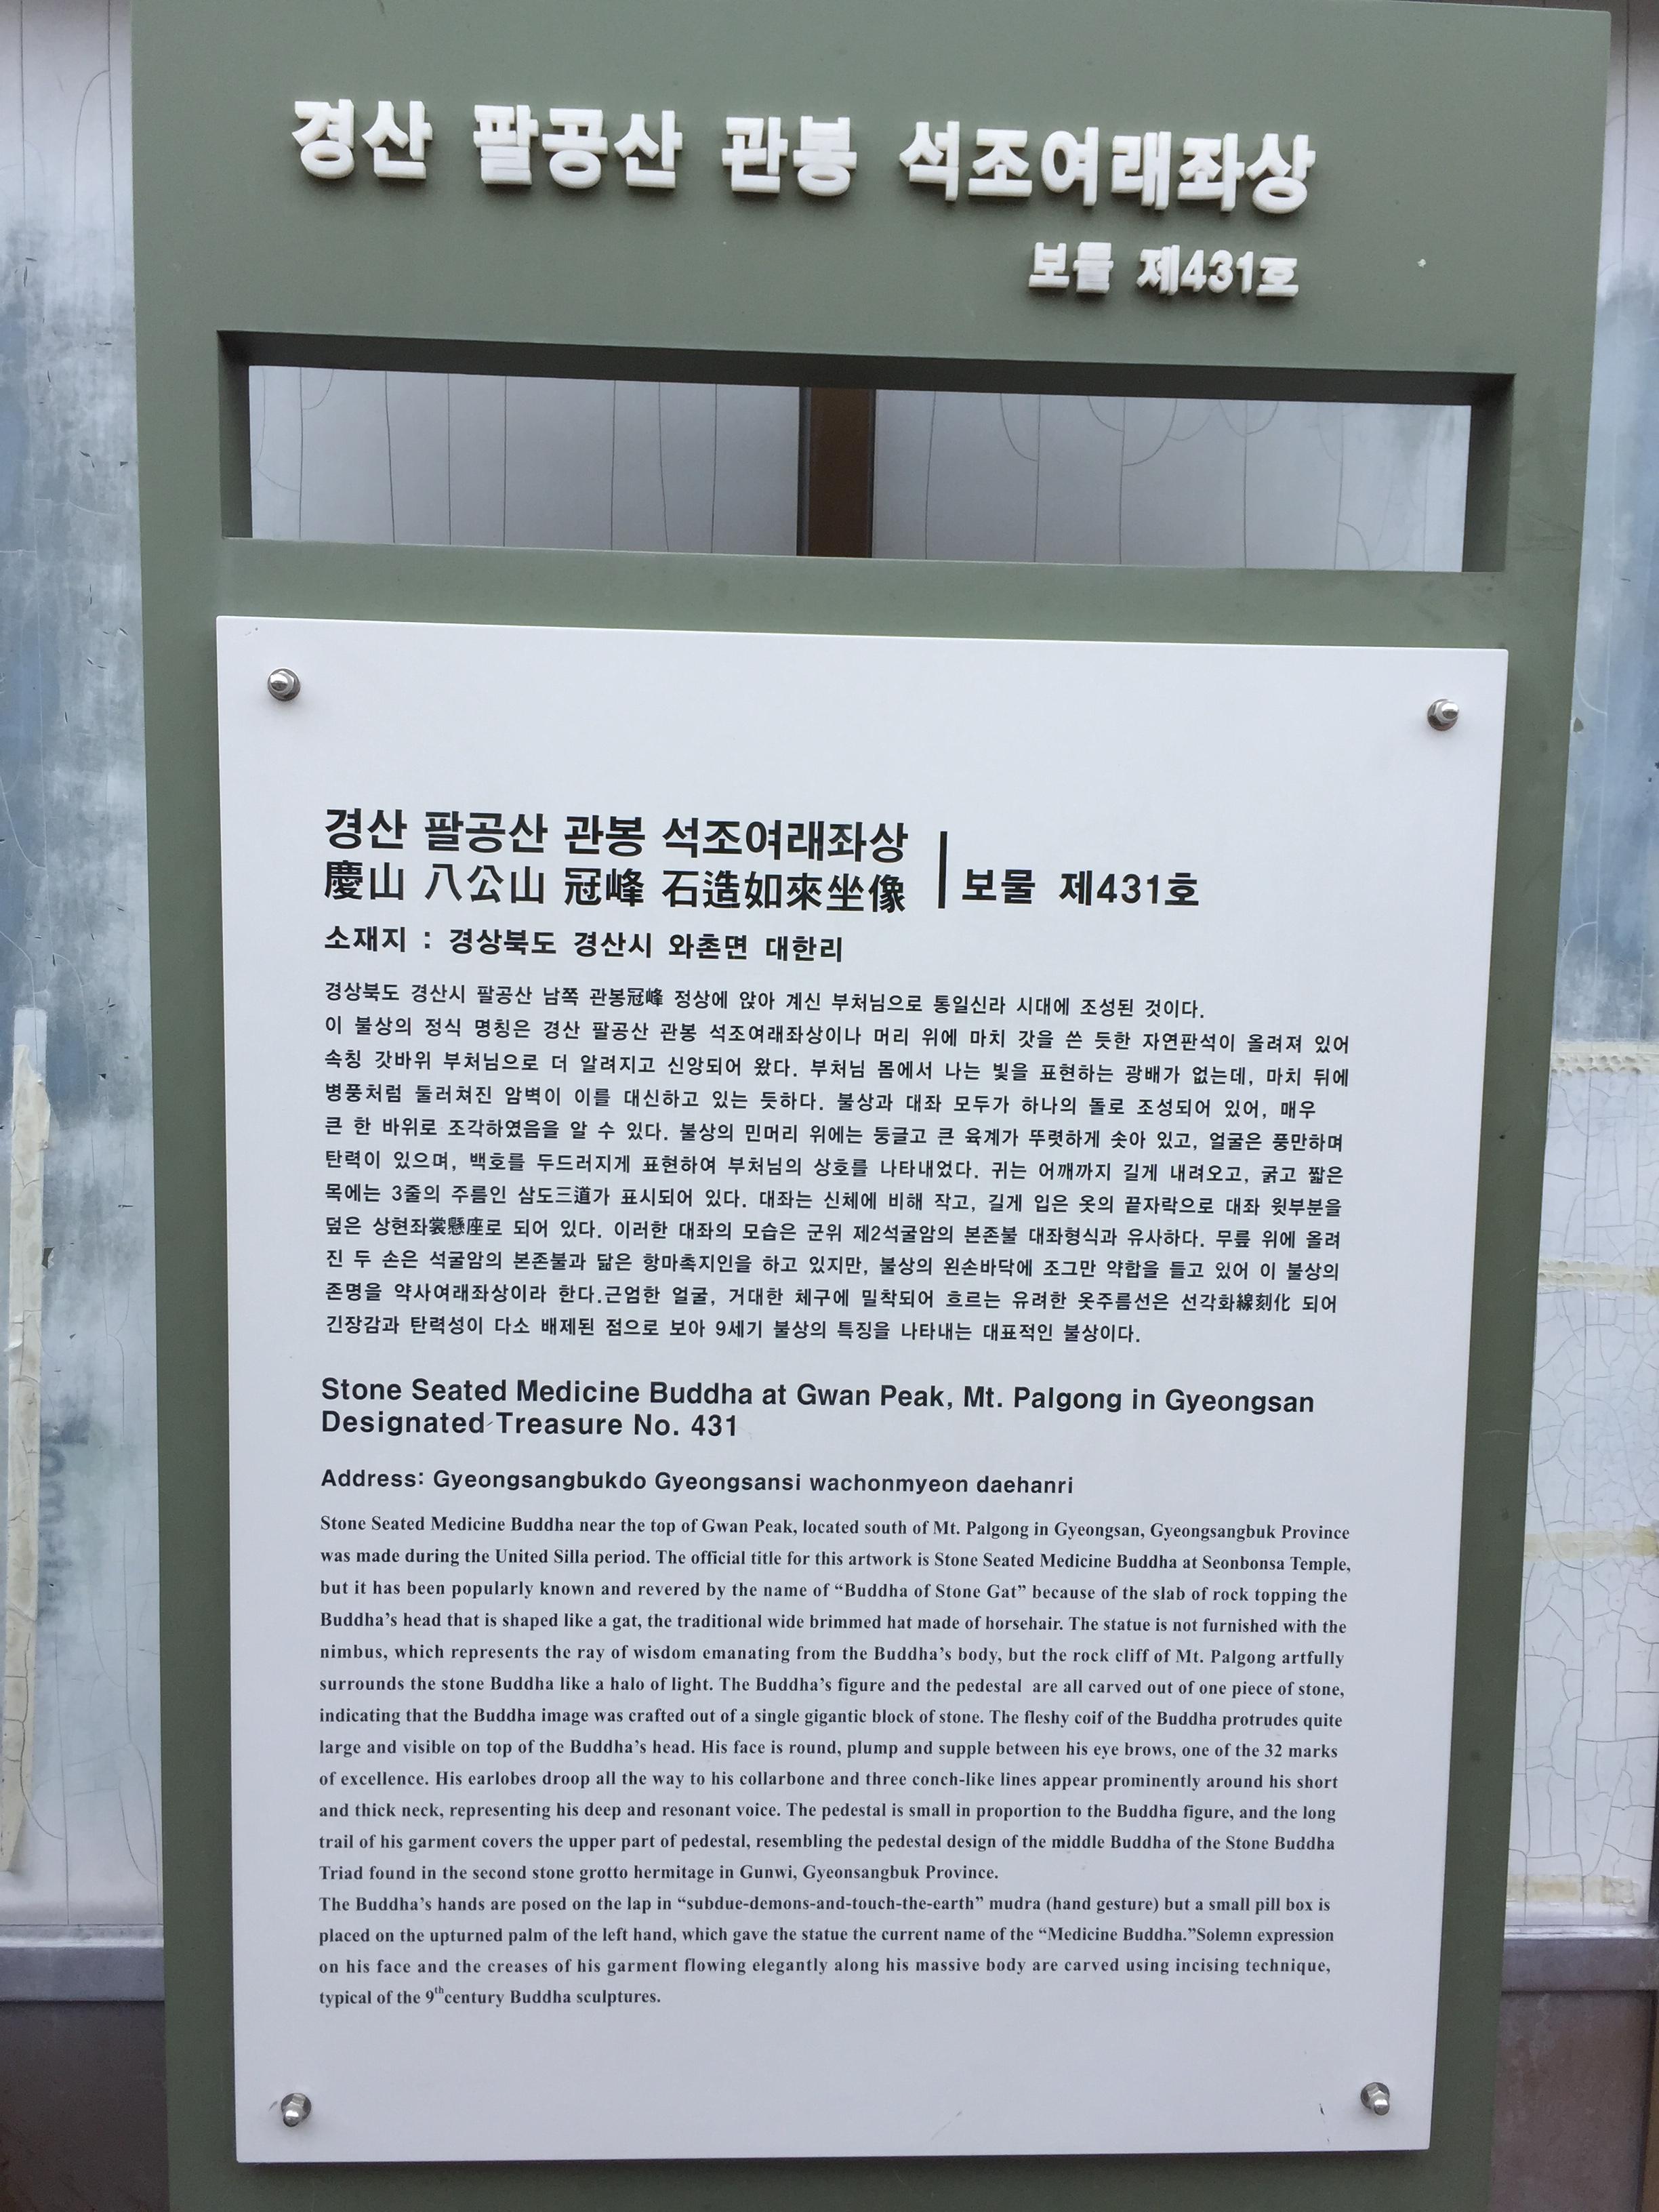 경산 팔공산 관봉 석조여래좌상
보물 제431호
경산 팔공산 관봉 석조여래좌상
慶山 八公山 冠峰 石造如來坐像
보물 제431호
소재지 : 경상북도 경산시 와촌면 대한리
경상북도 경산시 팔공산 남쪽 관봉冠峰 정상에 앉아 계신 부처님으로 통일신라 시대에 조성된 것이다.
이 불상의 정식 명칭은 경산 팔공산 관봉 석조여래좌상이나 머리 위에 마치 갓을 쓴 듯한 자연판석이 올려져 있어
속칭 갓바위 부처님으로 더 알려지고 신앙되어 왔다. 부처님 몸에서 나는 빛을 표현하는 광배가 없는데, 마치 뒤에
병풍처럼 둘러쳐진 암벽이 이를 대신하고 있는 듯하다. 불상과 대좌 모두가 하나의 돌로 조성되어 있어, 매우
큰 한 바위로 조각하였음을 알 수 있다. 불상의 민머리 위에는 둥글고 큰 육계가 뚜렷하게 솟아 있고, 얼굴은 풍만하며
탄력이 있으며, 백호를 두드러지게 표현하여 부처님의 상호를 나타내었다. 귀는 어깨까지 길게 내려오고, 굵고 짧은
목에는 3줄의 주름인 삼도三道가 표시되어 있다. 대좌는 신체에 비해 작고, 길게 입은 옷의 끝자락으로 대좌 윗부분을
덮은 상현좌裳懸座로 되어 있다. 이러한 대좌의 모습은 군위 제2석굴암의 본존불 대좌형식과 유사하다. 무릎 위에 올려
진 두 손은 석굴암의 본존불과 닮은 항마촉지인을 하고 있지만, 불상의 왼손바닥에 조그만 약합을 들고 있어 이 불상의
존명을 약사여래좌상이라 한다.근엄한 얼굴, 거대한 체구에 밀착되어 흐르는 유려한 옷주름선은 선각화線刻化 되어
긴장감과 탄력성이 다소 배제된 점으로 보아 9세기 불상의 특징을 나타내는 대표적인 불상이다.
Stone Seated Medicine Buddha at Gwan Peak, Mt. Palgong in Gyeongsan
Designated Treasure No. 431
Address: Gyeongsangbukdo Gyeongsansi wachonmyeon daehanri
Stone Seated Medicine Buddha near the top of Gwan Peak, located south of Mt. Palgong in Gyeongsan, Gyeongsangbuk Province
was made during the United Silla period. The official title for this artwork is Stone Seated Medicine Buddha at Seonbonsa Temple,
but it has been popularly known and revered by the name of “Buddha of Stone Gat” because of the slab of rock topping the
Buddha’s head that is shaped like a gat, the traditional wide brimmed hat made of horsehair. The statue is not furnished with the
nimbus, which represents the ray of wisdom emanating from the Buddha’s body, but the rock cliff of Mt. Palgong artfully
surrounds the stone Buddha like a halo of light. The Buddha’s figure and the pedestal are all carved out of one piece of stone,
indicating that the Buddha image was crafted out of a single gigantic block of stone. The fleshy coif of the Buddha protrudes quite
large and visible on top of the Buddha’s head. His face is round, plump and supple between his eye brows, one of the 32 marks
of excellence. His earlobes droop all the way to his collarbone and three conch-like lines appear prominently around his short
and thick neck, representing his deep and resonant voice. The pedestal is small in proportion to the Buddha figure, and the long
trail of his garment covers the upper part of pedestal, resembling the pedestal design of the middle Buddha of the Stone Buddha
Triad found in the second stone grotto hermitage in Gunwi, Gyeonsangbuk Province.
The Buddha’s hands are posed on the lap in “subdue-demons-and-touch-the-earth” mudra (hand gesture) but a small pill box is
placed on the upturned palm of the left hand, which gave the statue the current name of the “Medicine Buddha.”Solemn expression
on his face and the creases of his garment flowing elegantly along his massive body are carved using incising technique,
typical of the 9thcentury Buddha sculptures.